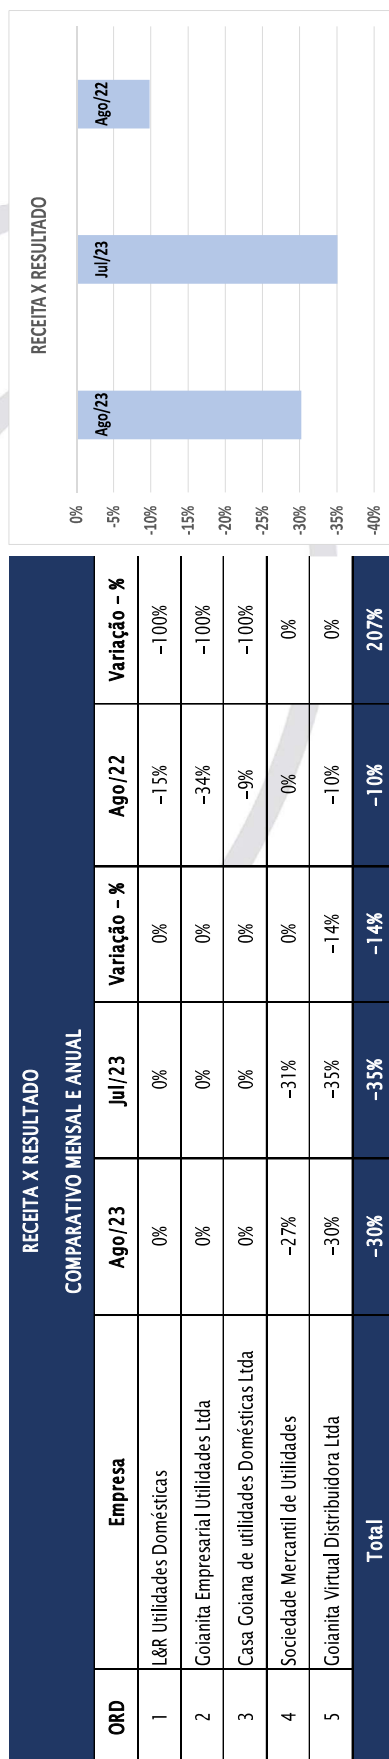 RECEITA X RESULTADO
COMPARATIVO MENSAL E ANUAL
ORD Empresa Ago/23 Jul/23 Variação – % Ago/22 Variação – %
1 L&R Utilidades Domésticas 0% 0% 0% –15% –100%
2 Goianita Empresarial Utilidades Ltda 0% 0% 0% –34% –100%
3 Casa Goiana de utilidades Domésticas Ltda 0% 0% 0% –9% –100%
4 Sociedade Mercantil de Utilidades –27% –31% 0% 0% 0%
5 Goianita Virtual Distribuidora Ltda –30% –35% –14% –10% 0%
Total –30% –35% –14% –10% 207%
RECEITA X RESULTADO
0%
-5%
-10%
-15%
-20%
-25%
-30%
-35%
-40%
Ago/23 Jul/23 Ago/22